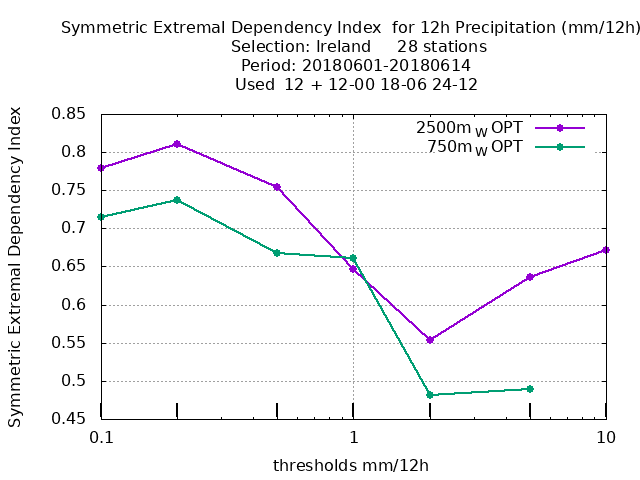 Symmetric Extremal Dependency Index  for 12h Precipitation (mm/12h)
Selection: Ireland     28 stations
Period: 20180601-20180614
Used  12 + 12-00 18-06 24-12
Symmetric Extremal Dependency Index
0.85
0.8
0.75
0.7
0.65
0.6
0.55
0.5
0.45
2500m W OPT
750m W OPT
0.1 1 10
thresholds mm/12h